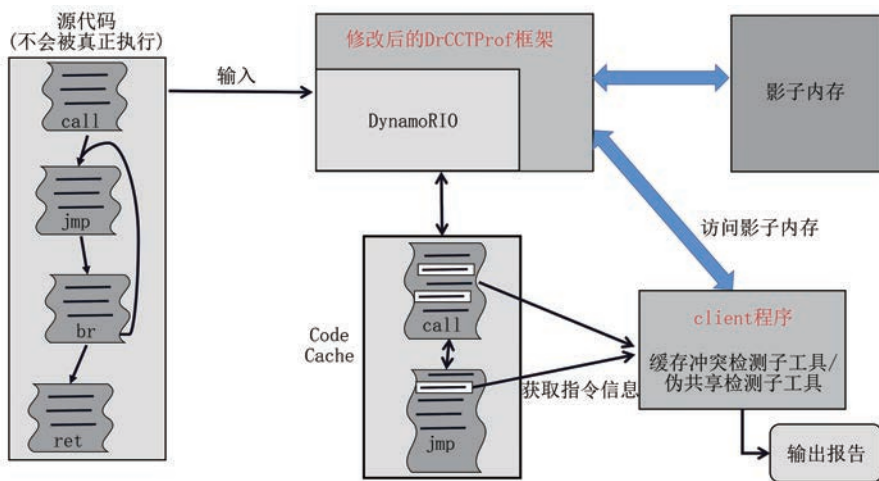 源代码
(不会被真正执行)
call
jmp
br
ret
输入
修改后的DrCCTProf框架
DynamoRIO
影子内存
访问影子内存
Code
Cache
call
jmp
获取指令信息
client程序
缓存冲突检测子工具/
伪共享检测子工具
输出报告